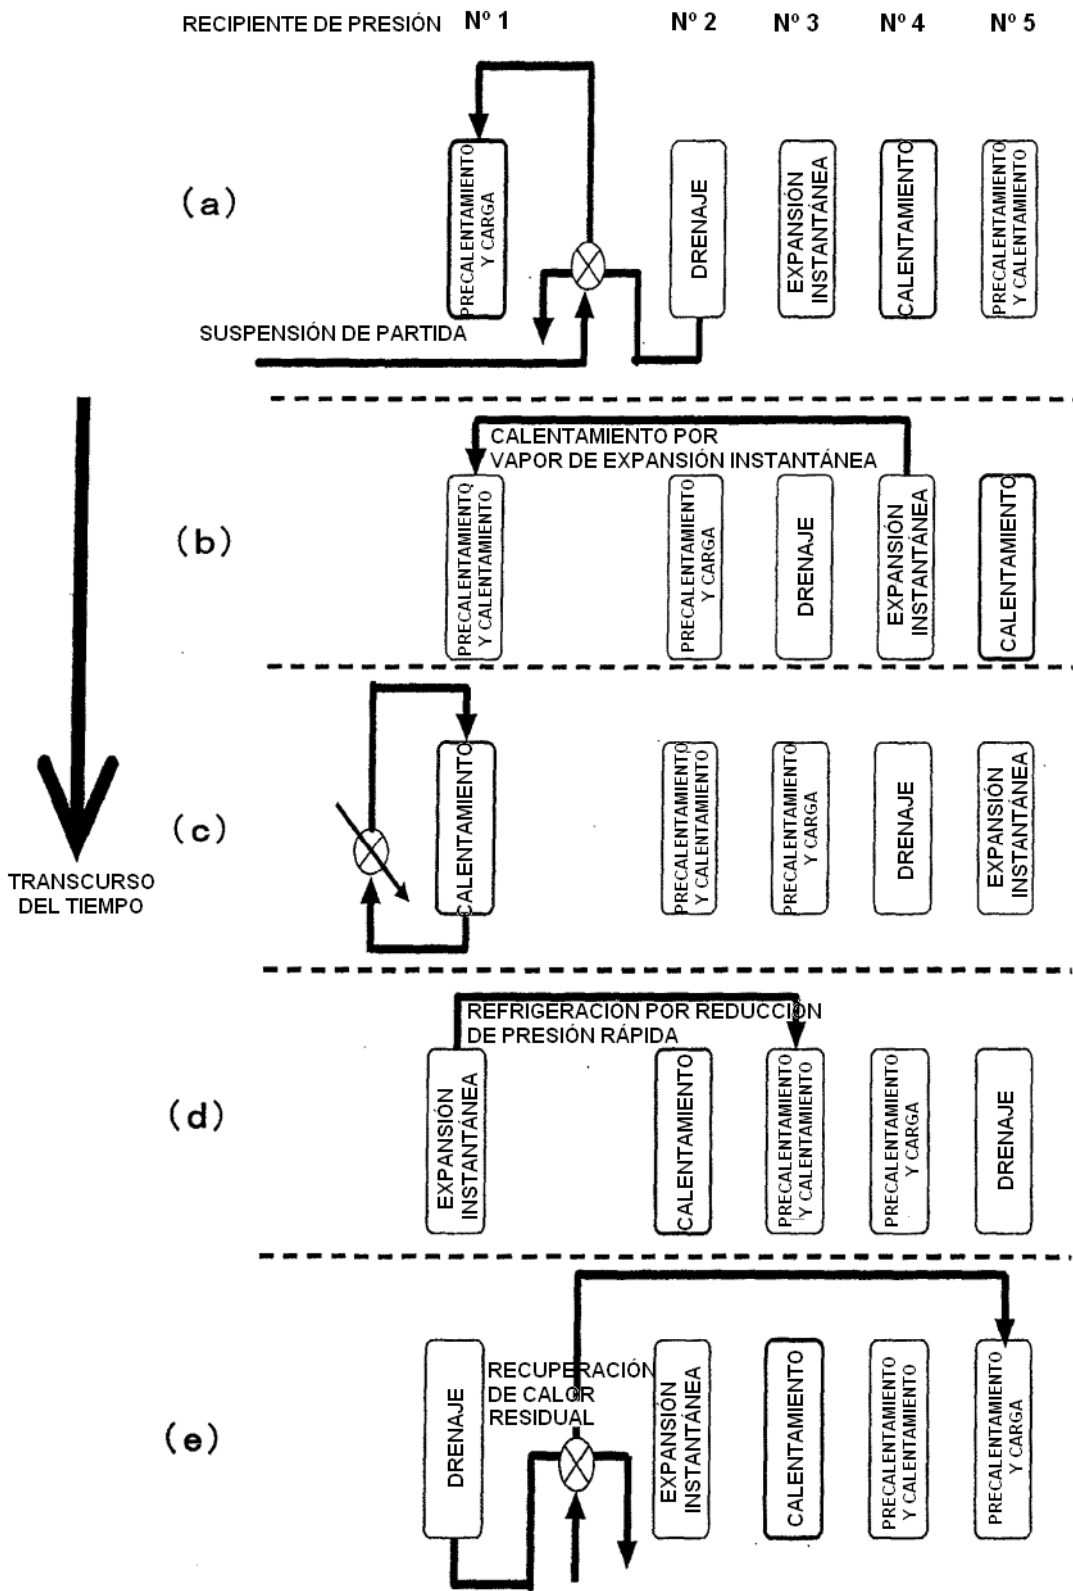 RECIPIENTE DE PRESIÓN Nº 1 Nº 2 Nº 3 Nº 4 Nº 5
(a)
PRECALENTAMIENTO
Y CARGA
DRENAJE
EXPANSIÓN
INSTANTÁNEA
CALENTAMIENTO
PRECALENTAMIENTO
Y CALENTAMIENTO
SUSPENSIÓN DE PARTIDA
(b)
CALENTAMIENTO POR
VAPOR DE EXPANSIÓN INSTANTÁNEA
PRECALENTAMIENTO
Y CALENTAMIENTO
PRECALENTAMIENTO
Y CARGA
DRENAJE
EXPANSIÓN
INSTANTÁNEA
CALENTAMIENTO
(c)
CALENTAMIENTO
PRECALENTAMIENTO
Y CALENTAMIENTO
PRECALENTAMIENTO
Y CARGA
DRENAJE
EXPANSIÓN
INSTANTÁNEA
TRANSCURSO
DEL TIEMPO
(d)
REFRIGERACIÓN POR REDUCCIÓN
DE PRESIÓN RÁPIDA
EXPANSIÓN
INSTANTÁNEA
CALENTAMIENTO
PRECALENTAMIENTO
Y CALENTAMIENTO
PRECALENTAMIENTO
Y CARGA
DRENAJE
(e)
DRENAJE
RECUPERACIÓN
DE CALOR
RESIDUAL
EXPANSIÓN
INSTANTÁNEA
CALENTAMIENTO
PRECALENTAMIENTO
Y CALENTAMIENTO
PRECALENTAMIENTO
Y CARGA